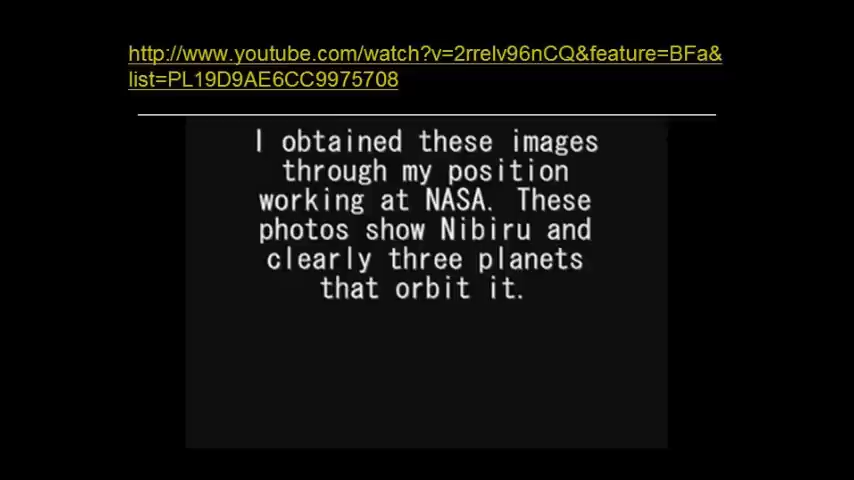 http://www.youtube.com/watch?v=2rrelv96nCQ&feature=BFa&
list=PL19D9AE6CC9975708
I obtained these images
through my position
working at NASA. These
photos show Nibiru and
clearly three planets
that orbit it.